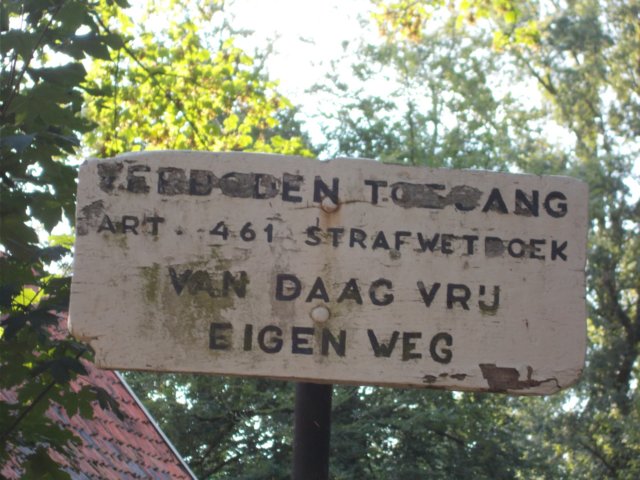 VERBODEN TOEGANG
ART. 461 STRAFWETBOEK
VAN DAAG VRIJ
EIGEN WEG